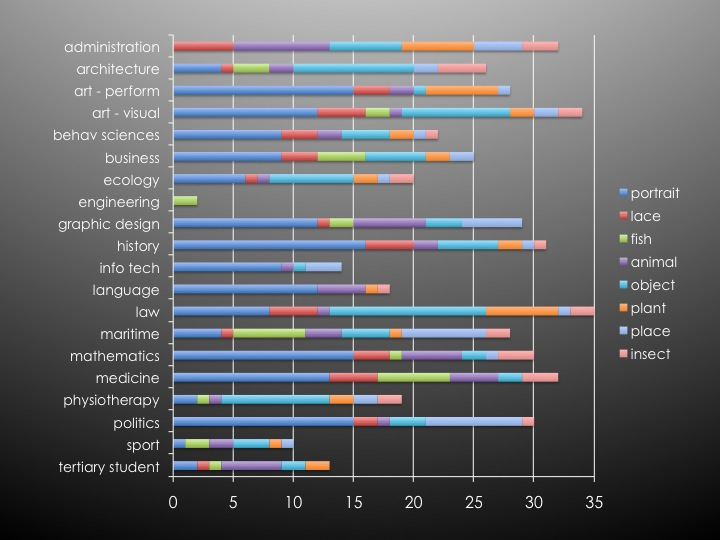 administration
architecture
art - perform
art - visual
behav sciences
business
ecology
engineering
graphic design
history
info tech
language
law
maritime
mathematics
medicine
physiotherapy
politics
sport
tertiary student
0 5 10 15 20 25 30 35
portrait
lace
fish
animal
object
plant
place
insect